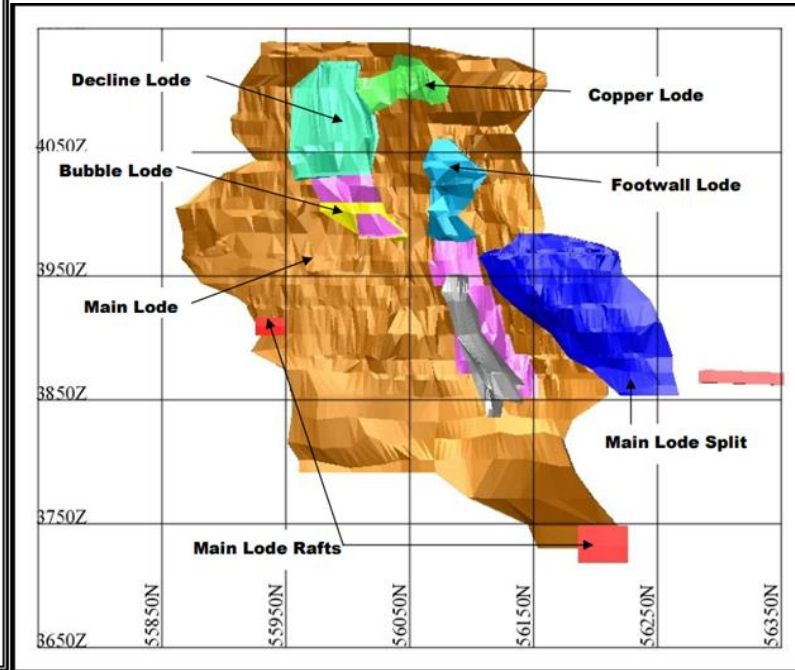 Decline Lode
Copper Lode
4050Z
Bubble Lode
Footwall Lode
3950Z
Main Lode
3850Z
Main Lode Split
3750Z
Main Lode Rafts
55850N
55950N
56050N
56150N
56250N
56350N
3650Z